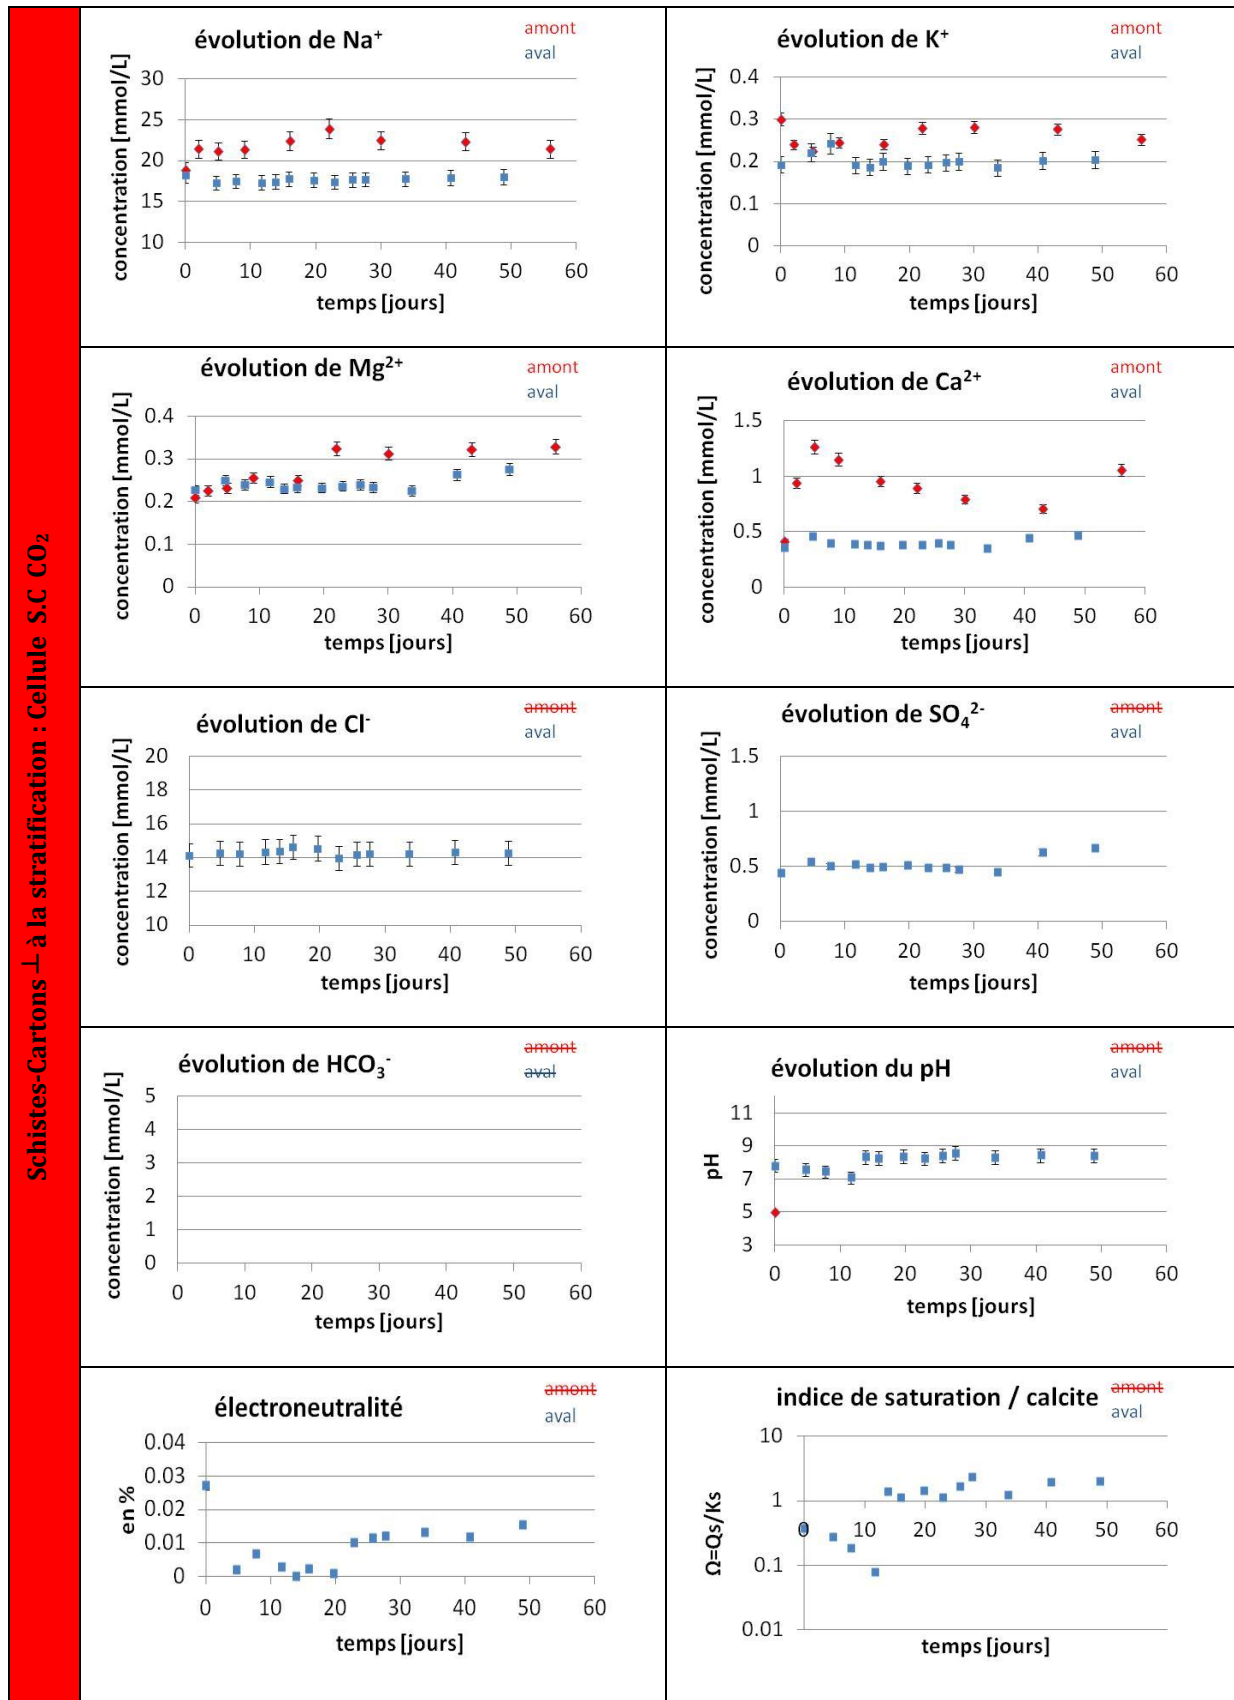 Schistes-Cartons ⊥ à la stratification : Cellule S.C CO₂
évolution de Na⁺
amont
aval
concentration [mmol/L]
30
25
20
15
10
0 10 20 30 40 50 60
temps [jours]
évolution de K⁺
amont
aval
concentration [mmol/L]
0.4
0.3
0.2
0.1
0
0 10 20 30 40 50 60
temps [jours]
évolution de Mg²⁺
amont
aval
concentration [mmol/L]
0.4
0.3
0.2
0.1
0
0 10 20 30 40 50 60
temps [jours]
évolution de Ca²⁺
amont
aval
concentration [mmol/L]
1.5
1
0.5
0
0 10 20 30 40 50 60
temps [jours]
évolution de Cl⁻
amont
aval
concentration [mmol/L]
20
18
16
14
12
10
0 10 20 30 40 50 60
temps [jours]
évolution de SO₄²⁻
amont
aval
concentration [mmol/L]
1.5
1
0.5
0
0 10 20 30 40 50 60
temps [jours]
évolution de HCO₃⁻
amont
aval
concentration [mmol/L]
5
4
3
2
1
0
0 10 20 30 40 50 60
temps [jours]
évolution du pH
amont
aval
pH
11
9
7
5
3
0 10 20 30 40 50 60
temps [jours]
électroneutralité
amont
aval
en %
0.04
0.03
0.02
0.01
0
0 10 20 30 40 50 60
temps [jours]
indice de saturation / calcite
amont
aval
Ω=Qs/Ks
10
1
0.1
0.01
0 10 20 30 40 50 60
temps [jours]